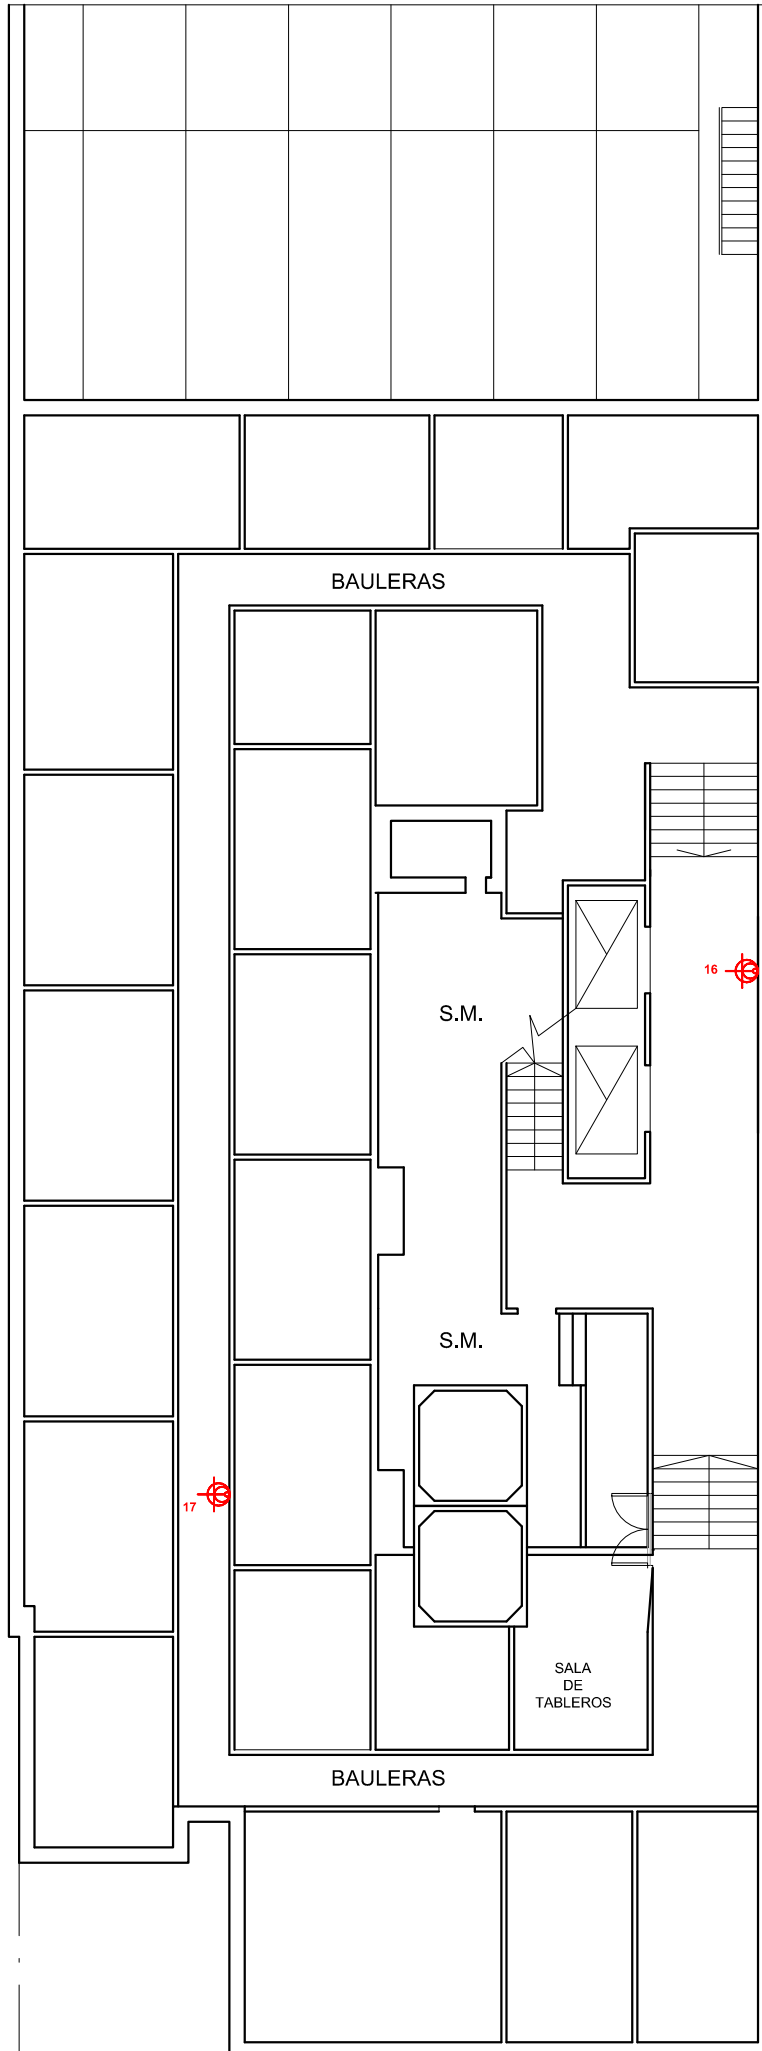 BAULERAS
16
S.M.
S.M.
17
SALA
DE
TABLEROS
BAULERAS